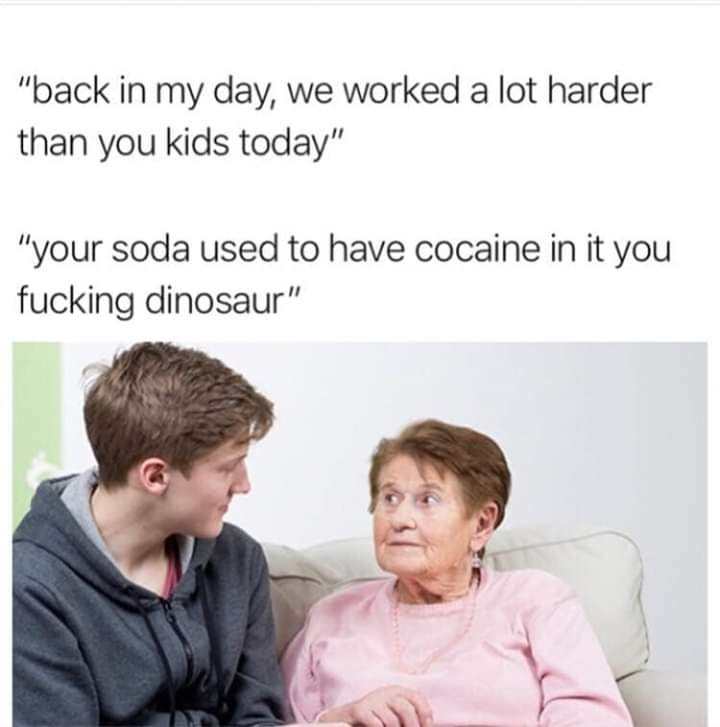 "back in my day, we worked a lot harder
than you kids today"
"your soda used to have cocaine in it you
fucking dinosaur"